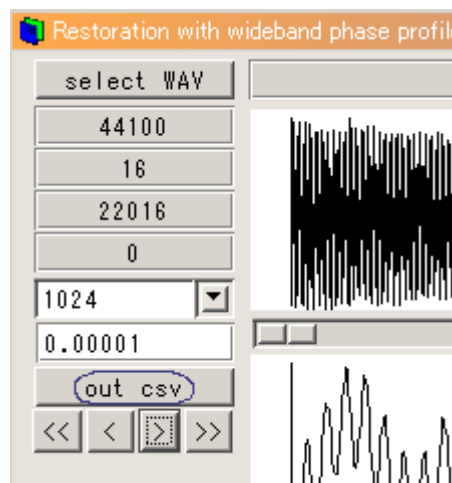 Restoration with wideband phase profil
select WAV
44100
16
22016
0
1024
0.00001
out csv
<< < > >>